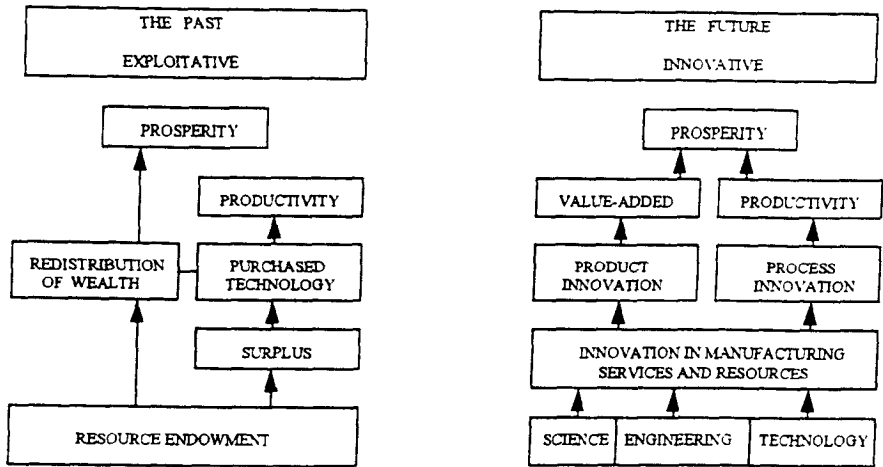 THE PAST
EXPLOITATIVE
PROSPERITY
PRODUCTIVITY
REDISTRIBUTION
OF WEALTH
PURCHASED
TECHNOLOGY
SURPLUS
RESOURCE ENDOWMENT
THE FUTURE
INNOVATIVE
PROSPERITY
VALUE-ADDED
PRODUCTIVITY
PRODUCT
INNOVATION
PROCESS
INNOVATION
INNOVATION IN MANUFACTURING
SERVICES AND RESOURCES
SCIENCE
ENGINEERING
TECHNOLOGY